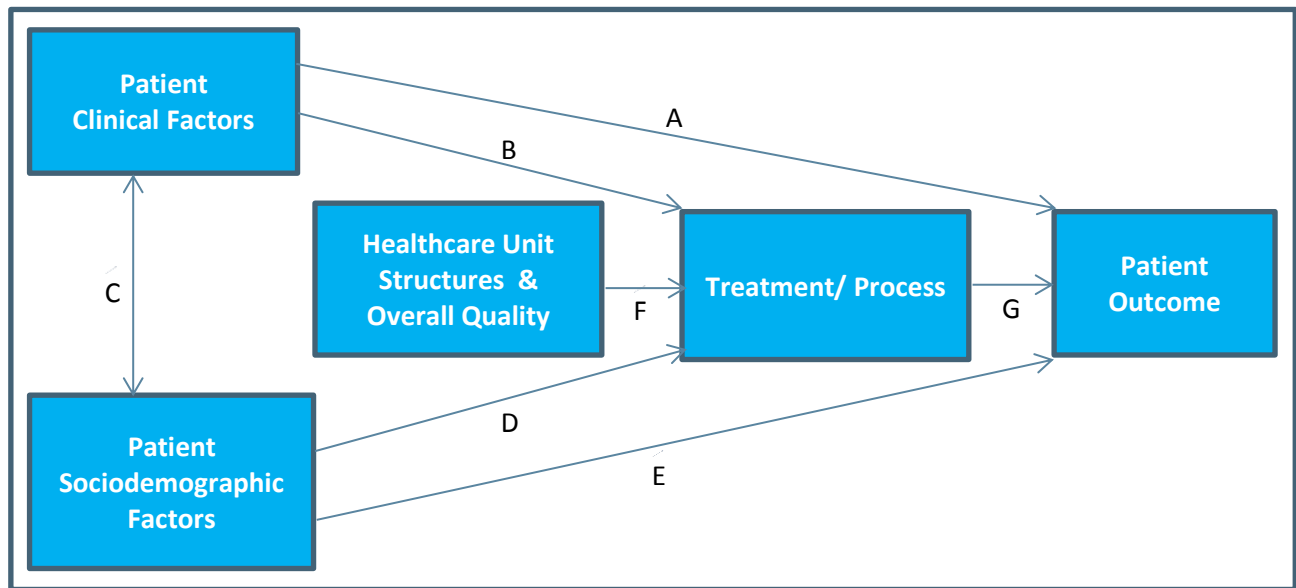 Patient
Clinical Factors
A
B
Healthcare Unit
Structures &
Overall Quality
F
Treatment/ Process
G
Patient
Outcome
C
D
E
Patient
Sociodemographic
Factors